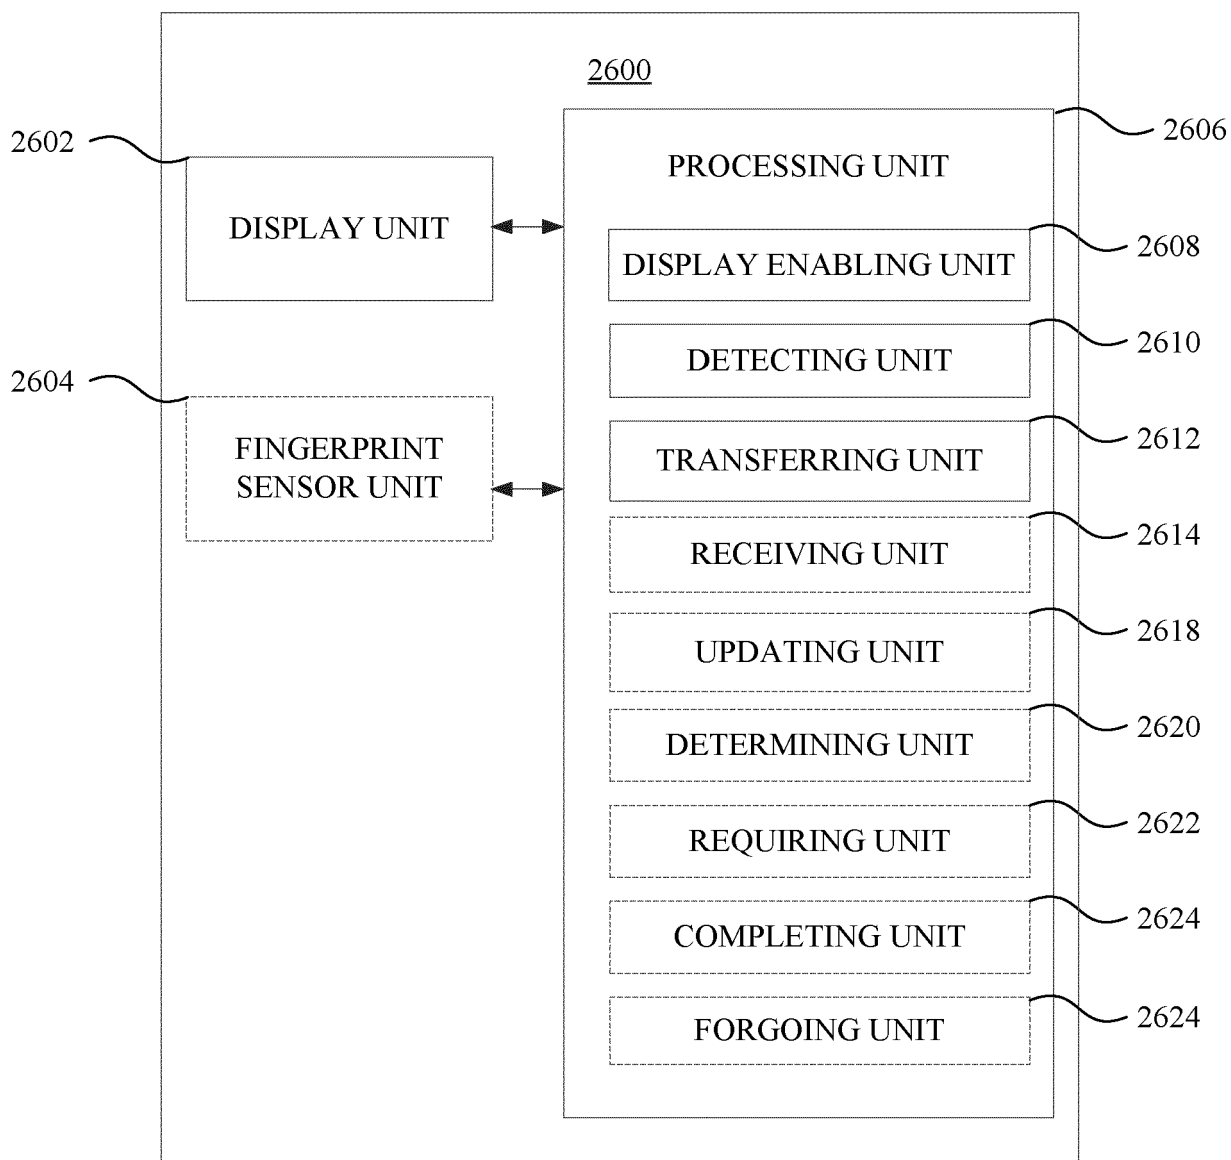 2600
2602
DISPLAY UNIT
2604
FINGERPRINT
SENSOR UNIT
2606
PROCESSING UNIT
DISPLAY ENABLING UNIT
2608
DETECTING UNIT
2610
TRANSFERRING UNIT
2612
RECEIVING UNIT
2614
UPDATING UNIT
2618
DETERMINING UNIT
2620
REQUIRING UNIT
2622
COMPLETING UNIT
2624
FORGOING UNIT
2624